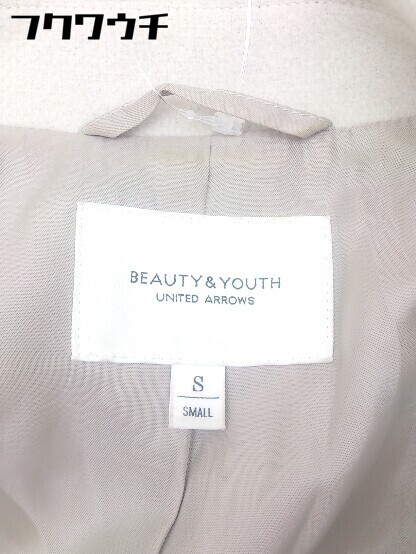 フクワウチ
BEAUTY&YOUTH
UNITED ARROWS
S
SMALL